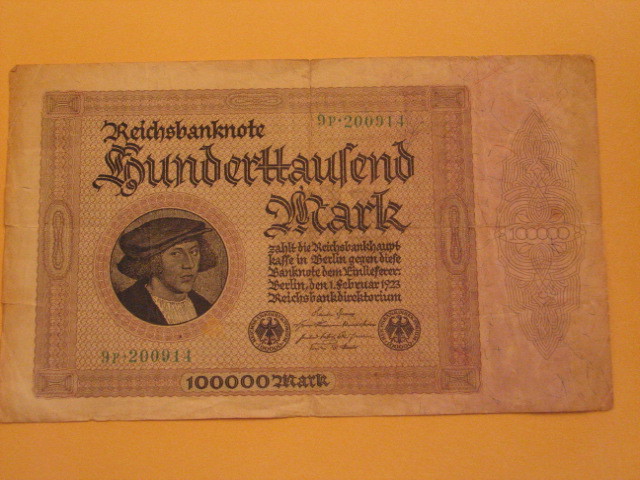 Reichsbanknote
9P·200914
Hunderttausend
Mark
100000
zahlt die Reichsbankhaupt-
kasse in Berlin gegen diese
Banknote dem Einlieferer:
Berlin, den 1. Februar 1923
Reichsbankdirektorium
9P·200914
100000 Mark